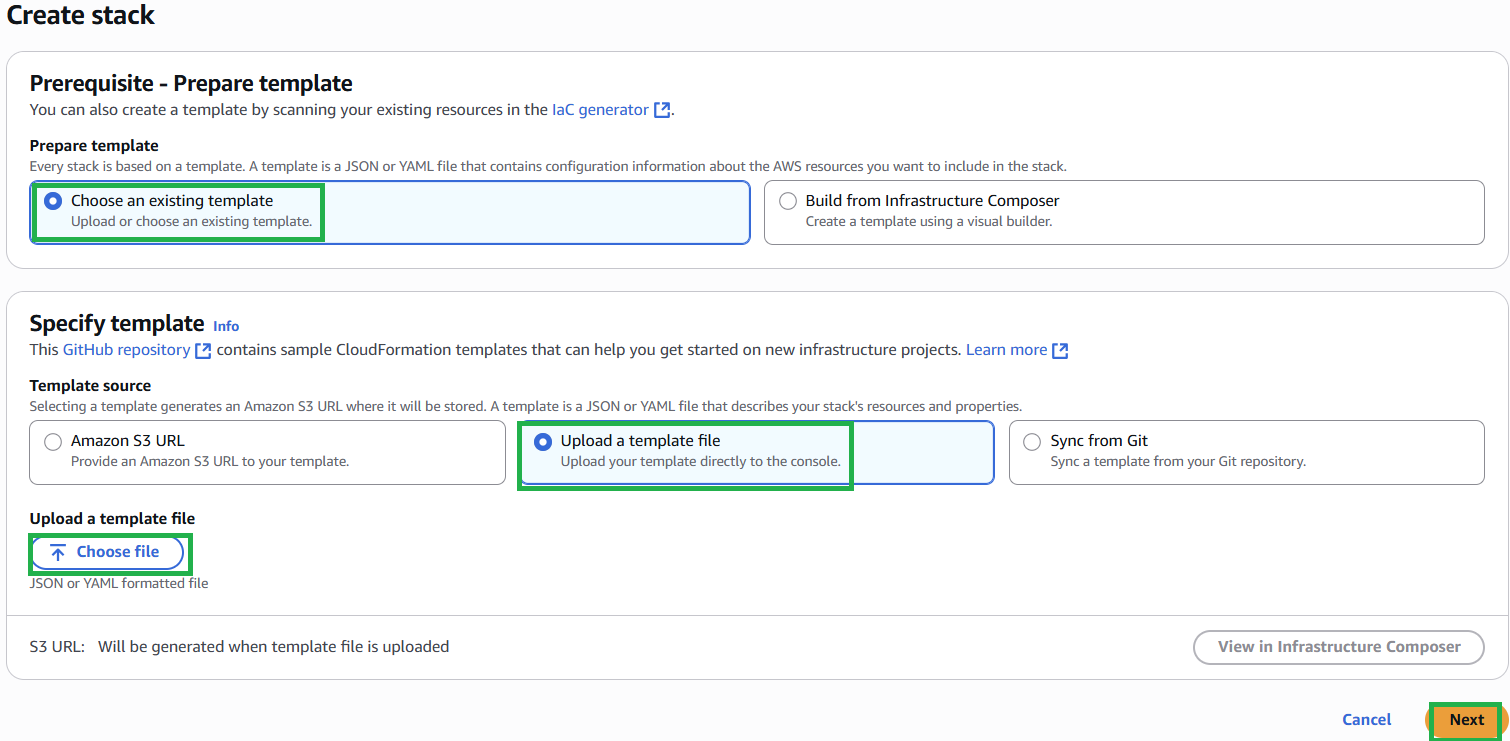 Create stack
Prerequisite - Prepare template
You can also create a template by scanning your existing resources in the IaC generator.
Prepare template
Every stack is based on a template. A template is a JSON or YAML file that contains configuration information about the AWS resources you want to include in the stack.
Choose an existing template
Upload or choose an existing template.
Build from Infrastructure Composer
Create a template using a visual builder.
Specify template Info
This GitHub repository contains sample CloudFormation templates that can help you get started on new infrastructure projects. Learn more
Template source
Selecting a template generates an Amazon S3 URL where it will be stored. A template is a JSON or YAML file that describes your stack's resources and properties.
Amazon S3 URL
Provide an Amazon S3 URL to your template.
Upload a template file
Upload your template directly to the console.
Sync from Git
Sync a template from your Git repository.
Upload a template file
Choose file
JSON or YAML formatted file
S3 URL: Will be generated when template file is uploaded
View in Infrastructure Composer
Cancel
Next